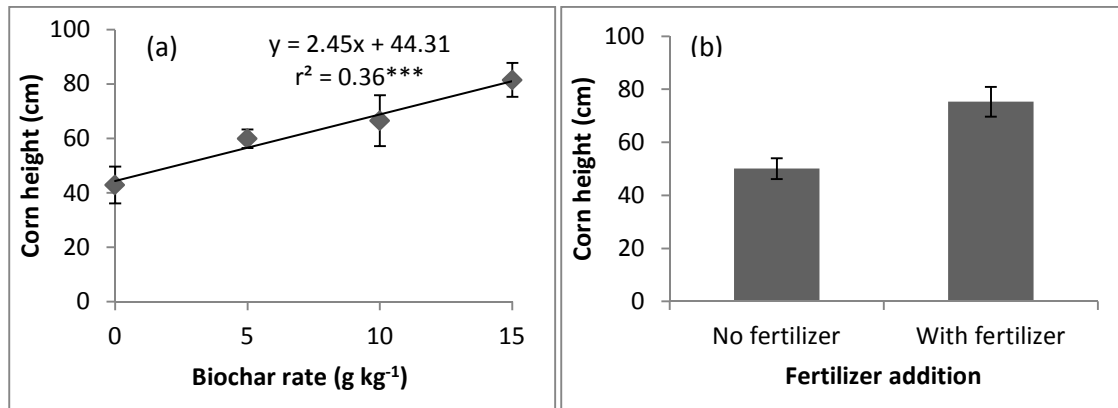 (a)
y = 2.45x + 44.31
r² = 0.36***
Corn height (cm)
100
80
60
40
20
0
0 5 10 15
Biochar rate (g kg⁻¹)
(b)
Corn height (cm)
100
80
60
40
20
0
No fertilizer With fertilizer
Fertilizer addition